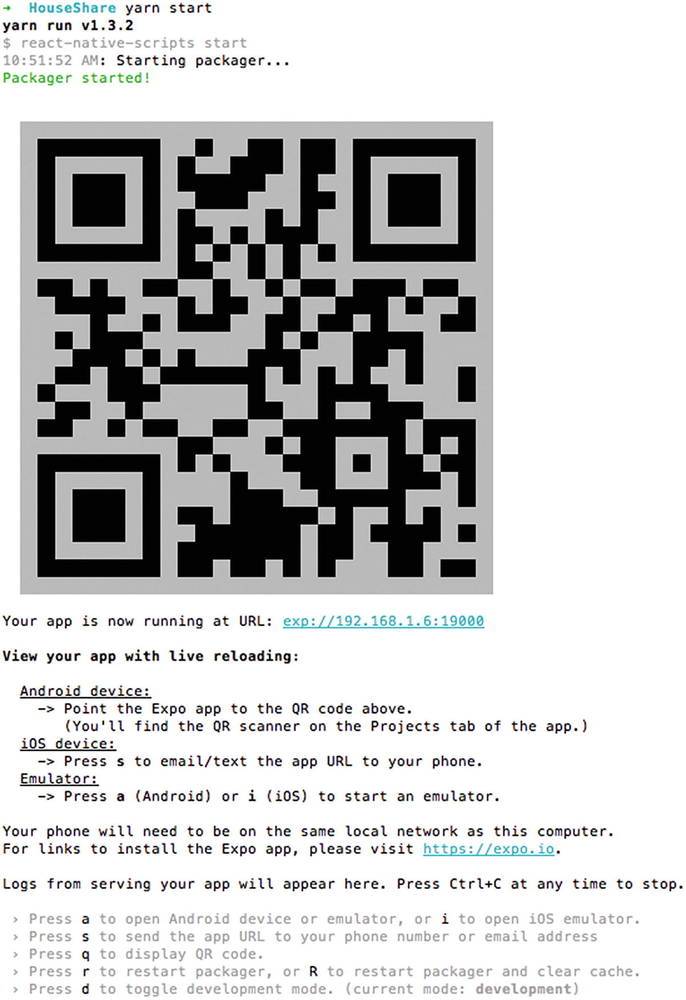 →  HouseShare yarn start
yarn run v1.3.2
$ react-native-scripts start
10:51:52 AM: Starting packager...
Packager started!
Your app is now running at URL: exp://192.168.1.6:19000
View your app with live reloading:
Android device:
-> Point the Expo app to the QR code above.
(You'll find the QR scanner on the Projects tab of the app.)
iOS device:
-> Press s to email/text the app URL to your phone.
Emulator:
-> Press a (Android) or i (iOS) to start an emulator.
Your phone will need to be on the same local network as this computer.
For links to install the Expo app, please visit https://expo.io.
Logs from serving your app will appear here. Press Ctrl+C at any time to stop.
› Press a to open Android device or emulator, or i to open iOS emulator.
› Press s to send the app URL to your phone number or email address
› Press q to display QR code.
› Press r to restart packager, or R to restart packager and clear cache.
› Press d to toggle development mode. (current mode: development)